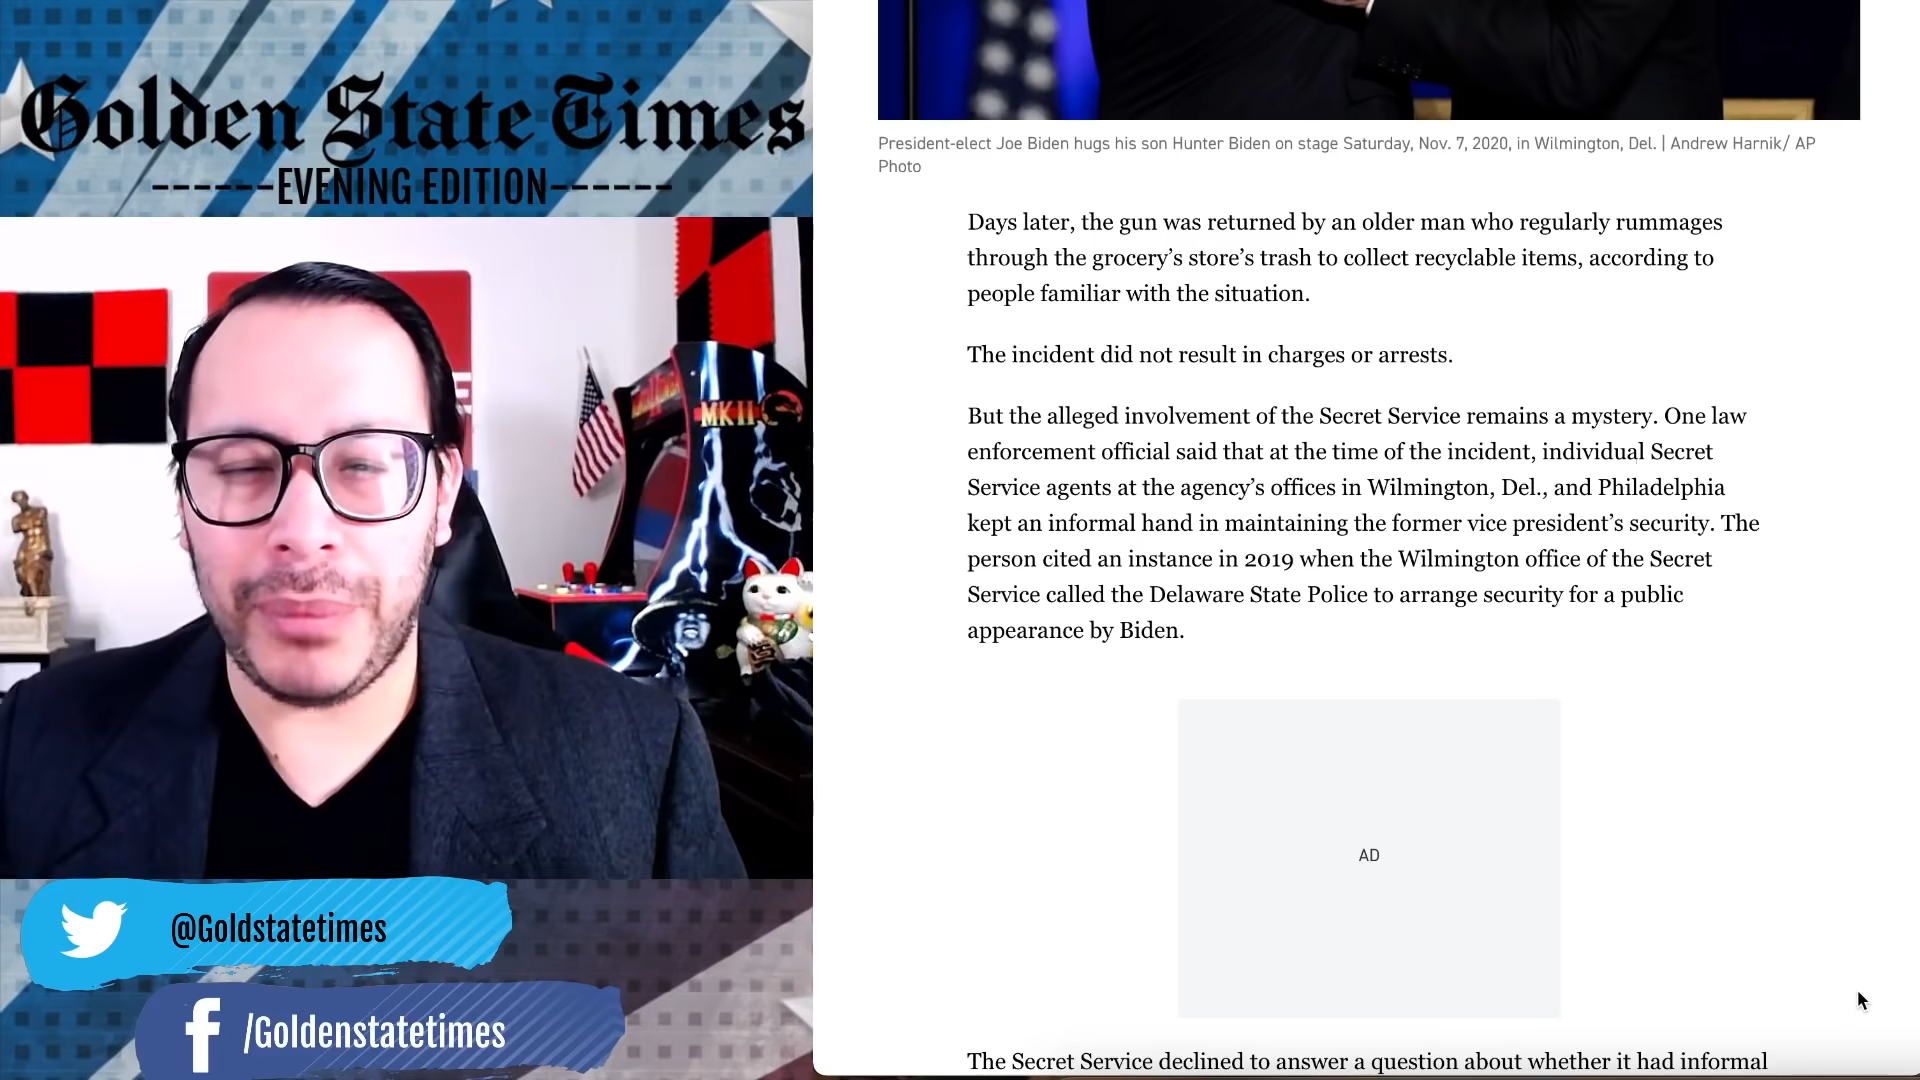 Golden State Times
------EVENING EDITION------
MKII
@Goldstatetimes
/Goldenstatetimes
President-elect Joe Biden hugs his son Hunter Biden on stage Saturday, Nov. 7, 2020, in Wilmington, Del. | Andrew Harnik/ AP
Photo
Days later, the gun was returned by an older man who regularly rummages
through the grocery’s store’s trash to collect recyclable items, according to
people familiar with the situation.
The incident did not result in charges or arrests.
But the alleged involvement of the Secret Service remains a mystery. One law
enforcement official said that at the time of the incident, individual Secret
Service agents at the agency’s offices in Wilmington, Del., and Philadelphia
kept an informal hand in maintaining the former vice president’s security. The
person cited an instance in 2019 when the Wilmington office of the Secret
Service called the Delaware State Police to arrange security for a public
appearance by Biden.
AD
The Secret Service declined to answer a question about whether it had informal